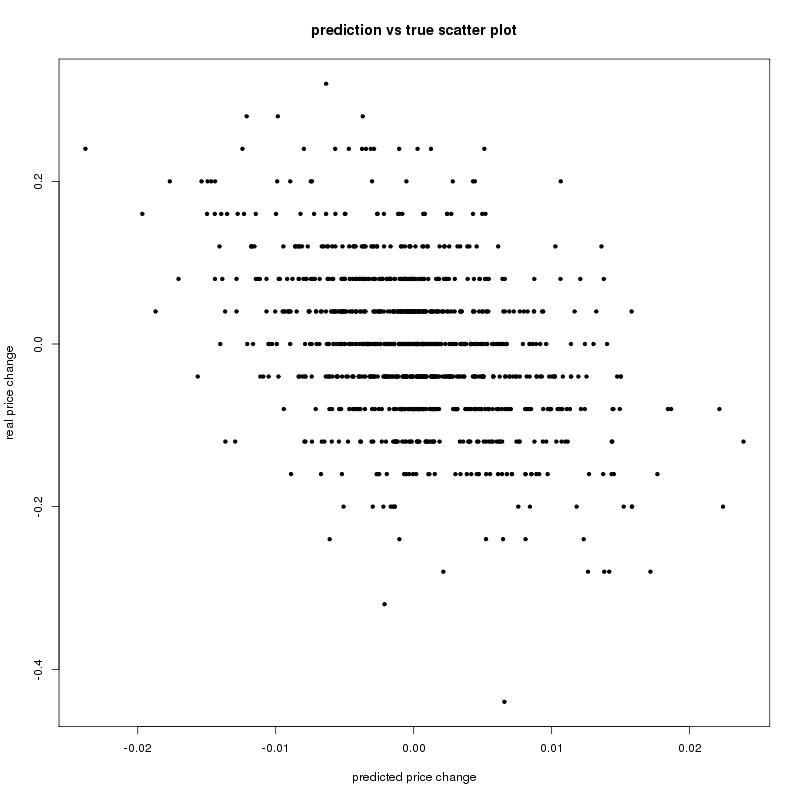 prediction vs true scatter plot
real price change
0.2
0.0
-0.2
-0.4
-0.02 -0.01 0.00 0.01 0.02
predicted price change